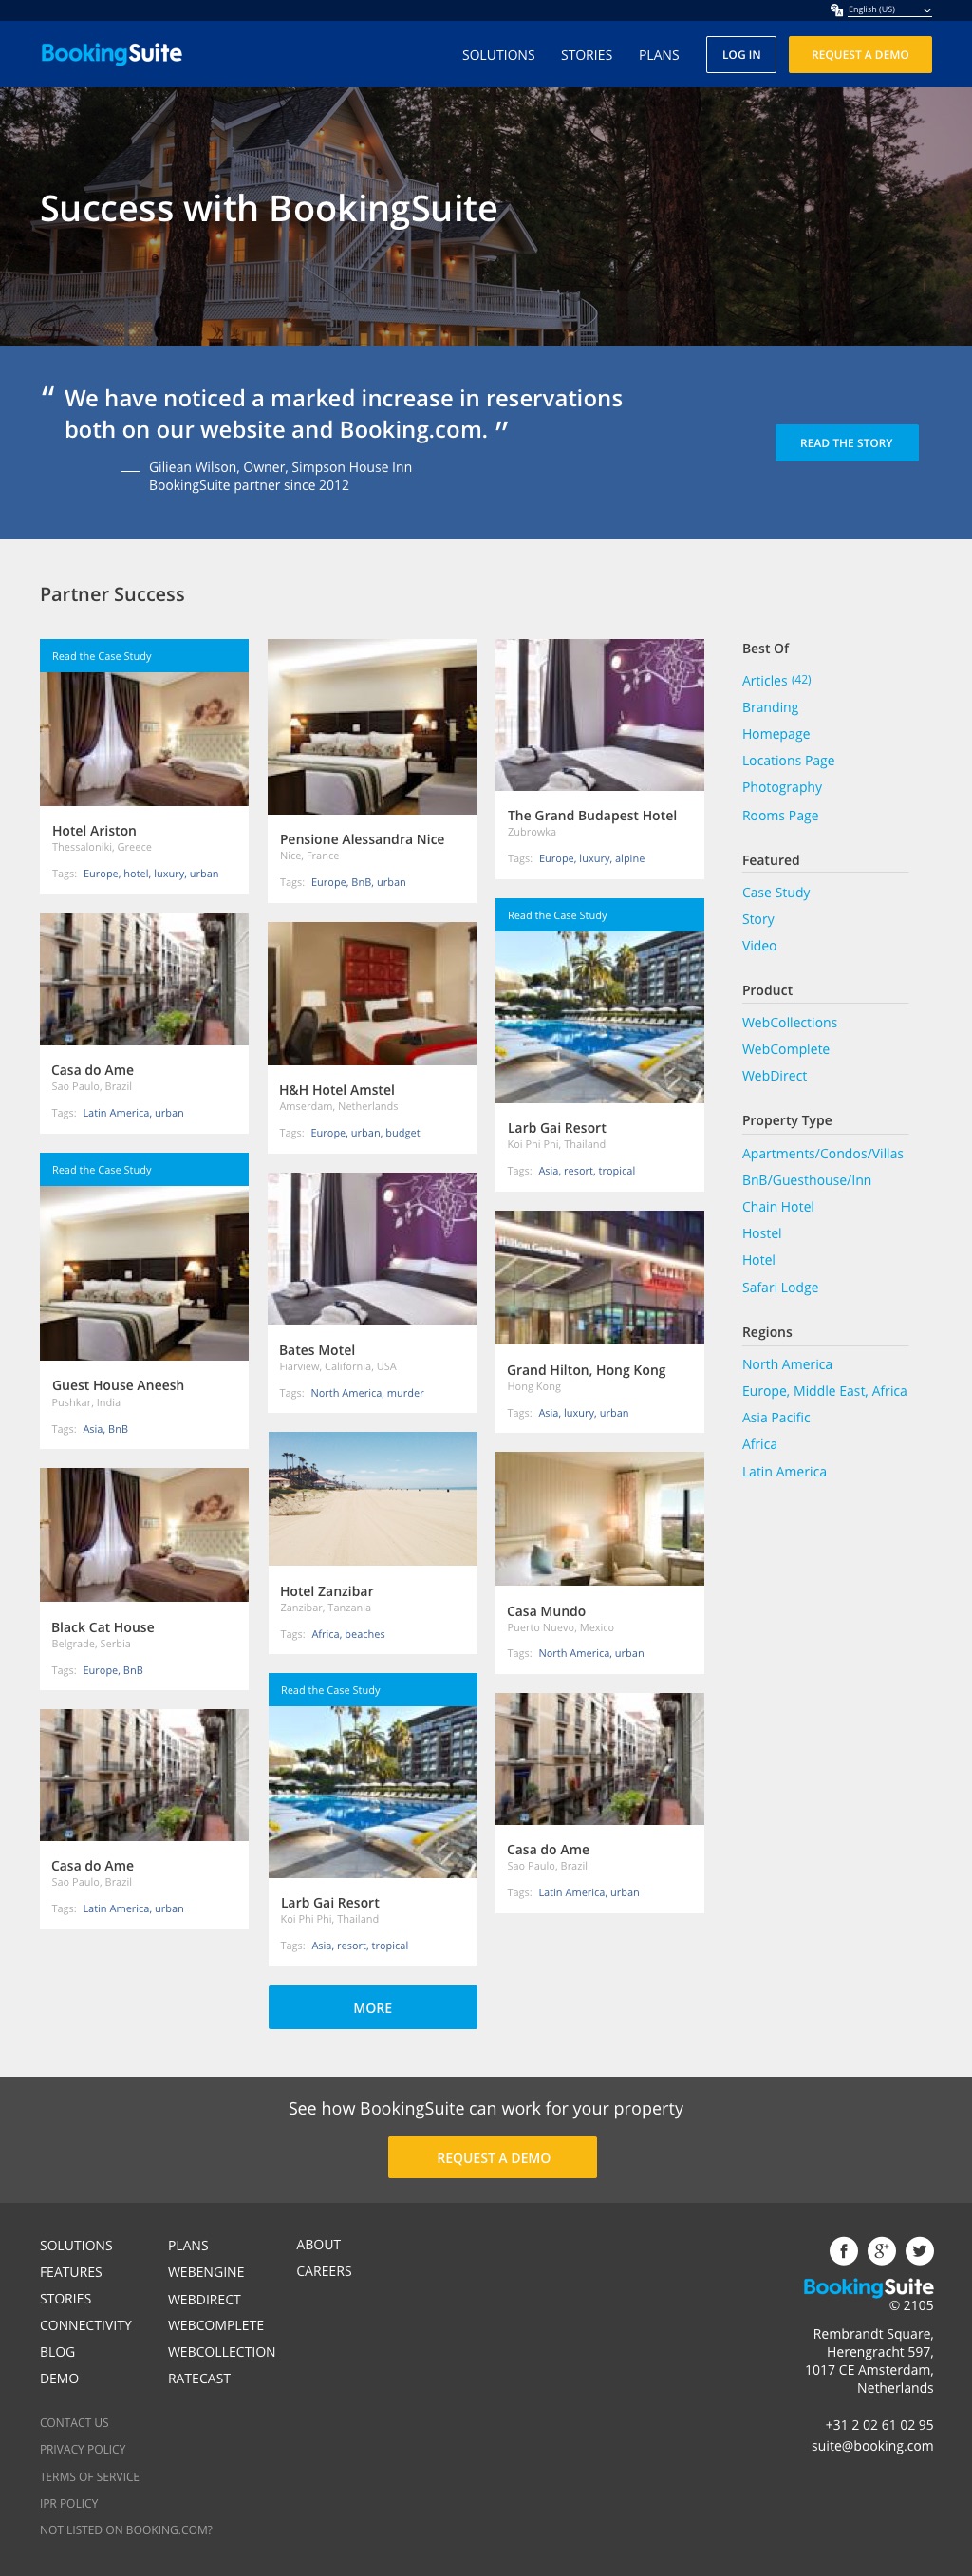 English (US)
BookingSuite
SOLUTIONS STORIES PLANS LOG IN REQUEST A DEMO
Success with BookingSuite
“ We have noticed a marked increase in reservations
both on our website and Booking.com. ”
Giliean Wilson, Owner, Simpson House Inn
BookingSuite partner since 2012
READ THE STORY
Partner Success
Read the Case Study
Hotel Ariston
Thessaloniki, Greece
Tags: Europe, hotel, luxury, urban
Casa do Ame
Sao Paulo, Brazil
Tags: Latin America, urban
Read the Case Study
Guest House Aneesh
Pushkar, India
Tags: Asia, BnB
Black Cat House
Belgrade, Serbia
Tags: Europe, BnB
Casa do Ame
Sao Paulo, Brazil
Tags: Latin America, urban
Pensione Alessandra Nice
Nice, France
Tags: Europe, BnB, urban
H&H Hotel Amstel
Amserdam, Netherlands
Tags: Europe, urban, budget
Bates Motel
Fiarview, California, USA
Tags: North America, murder
Hotel Zanzibar
Zanzibar, Tanzania
Tags: Africa, beaches
Read the Case Study
Larb Gai Resort
Koi Phi Phi, Thailand
Tags: Asia, resort, tropical
MORE
The Grand Budapest Hotel
Zubrowka
Tags: Europe, luxury, alpine
Read the Case Study
Larb Gai Resort
Koi Phi Phi, Thailand
Tags: Asia, resort, tropical
Grand Hilton, Hong Kong
Hong Kong
Tags: Asia, luxury, urban
Casa Mundo
Puerto Nuevo, Mexico
Tags: North America, urban
Casa do Ame
Sao Paulo, Brazil
Tags: Latin America, urban
Best Of
Articles (42)
Branding
Homepage
Locations Page
Photography
Rooms Page
Featured
Case Study
Story
Video
Product
WebCollections
WebComplete
WebDirect
Property Type
Apartments/Condos/Villas
BnB/Guesthouse/Inn
Chain Hotel
Hostel
Hotel
Safari Lodge
Regions
North America
Europe, Middle East, Africa
Asia Pacific
Africa
Latin America
See how BookingSuite can work for your property
REQUEST A DEMO
SOLUTIONS
FEATURES
STORIES
CONNECTIVITY
BLOG
DEMO
PLANS
WEBENGINE
WEBDIRECT
WEBCOMPLETE
WEBCOLLECTION
RATECAST
ABOUT
CAREERS
CONTACT US
PRIVACY POLICY
TERMS OF SERVICE
IPR POLICY
NOT LISTED ON BOOKING.COM?
BookingSuite
© 2105
Rembrandt Square,
Herengracht 597,
1017 CE Amsterdam,
Netherlands
+31 2 02 61 02 95
suite@booking.com